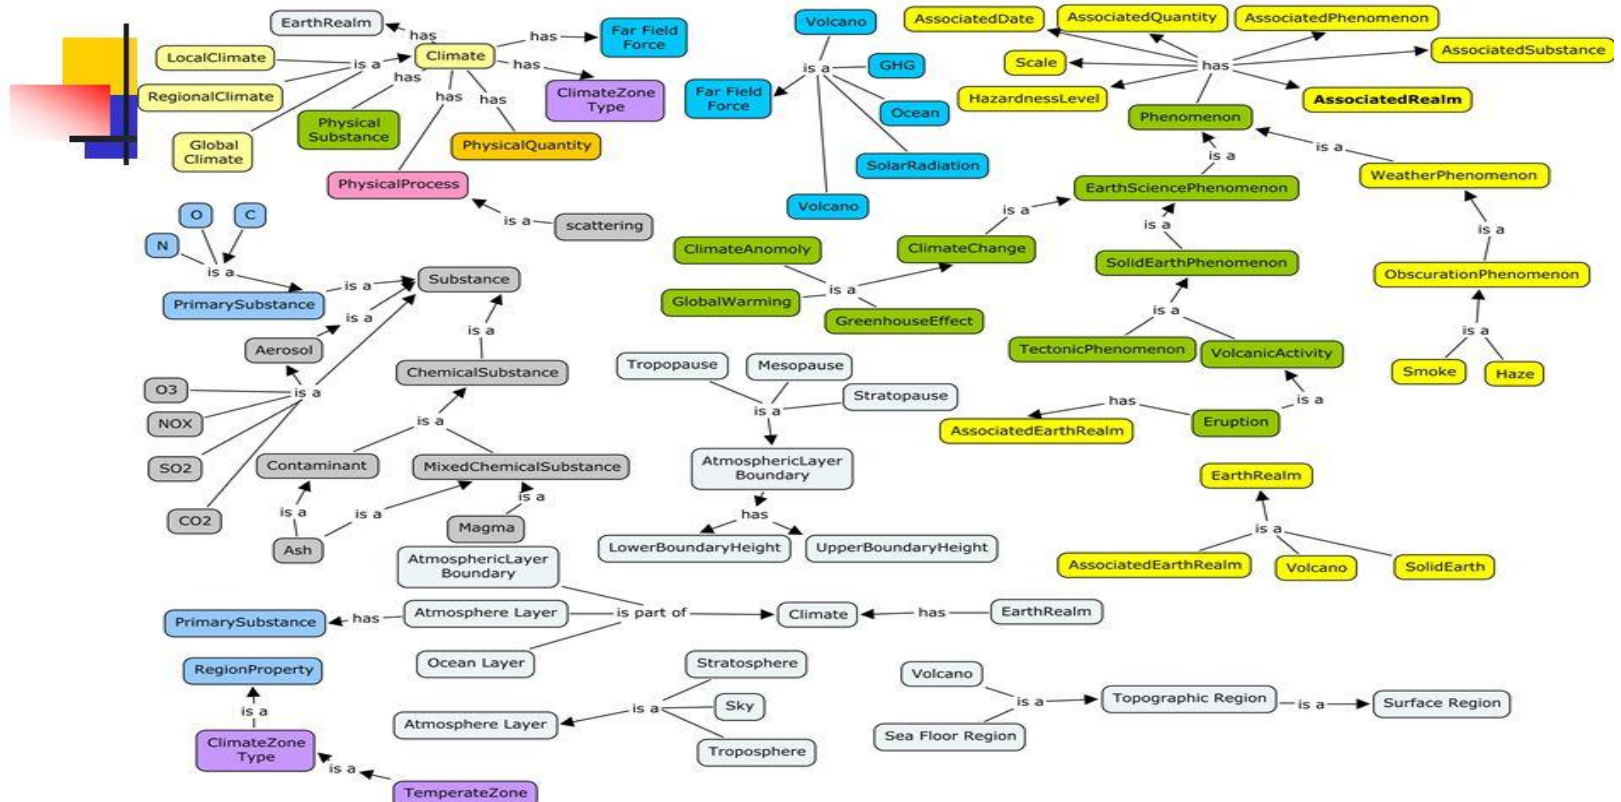 EarthRealm
has
LocalClimate
is a
Climate
has
Far Field
Force
RegionalClimate
has
has
ClimateZone
Type
Global
Climate
Physical
Substance
has
has
PhysicalQuantity
PhysicalProcess
is a
scattering
Volcano
is a
GHG
Far Field
Force
Ocean
SolarRadiation
Volcano
AssociatedDate
AssociatedQuantity
AssociatedPhenomenon
AssociatedSubstance
Scale
has
HazardnessLevel
AssociatedRealm
Phenomenon
is a
is a
WeatherPhenomenon
EarthSciencePhenomenon
is a
is a
is a
ClimateAnomoly
ClimateChange
SolidEarthPhenomenon
ObscurationPhenomenon
is a
GlobalWarming
GreenhouseEffect
is a
is a
TectonicPhenomenon
VolcanicActivity
Smoke
Haze
has
is a
AssociatedEarthRealm
Eruption
O
C
N
is a
PrimarySubstance
is a
Substance
is a
Aerosol
is a
ChemicalSubstance
O3
is a
NOX
is a
SO2
Contaminant
MixedChemicalSubstance
CO2
is a
is a
is a
Ash
Magma
Tropopause
Mesopause
Stratopause
is a
AtmosphericLayer
Boundary
has
LowerBoundaryHeight
UpperBoundaryHeight
EarthRealm
is a
AssociatedEarthRealm
Volcano
SolidEarth
AtmosphericLayer
Boundary
PrimarySubstance
has
Atmosphere Layer
is part of
Climate
has
EarthRealm
Ocean Layer
RegionProperty
is a
ClimateZone
Type
is a
TemperateZone
Stratosphere
Atmosphere Layer
is a
Sky
Troposphere
Volcano
is a
Topographic Region
is a
Surface Region
Sea Floor Region